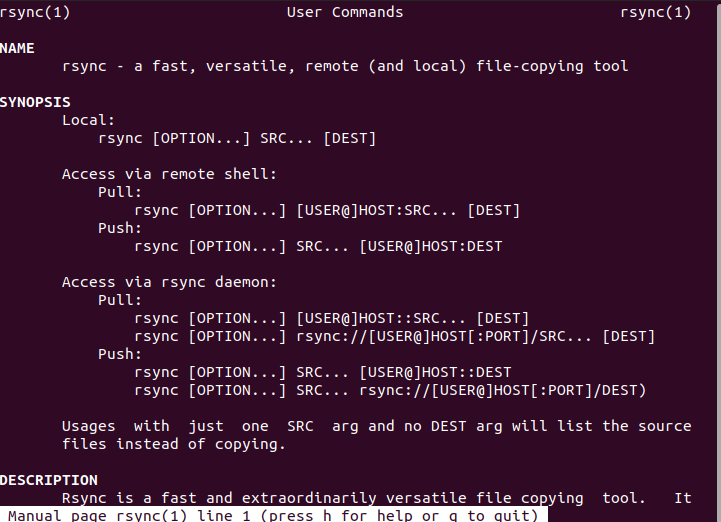 rsync(1) User Commands rsync(1)
NAME
rsync - a fast, versatile, remote (and local) file-copying tool
SYNOPSIS
Local:
rsync [OPTION...] SRC... [DEST]
Access via remote shell:
Pull:
rsync [OPTION...] [USER@]HOST:SRC... [DEST]
Push:
rsync [OPTION...] SRC... [USER@]HOST:DEST
Access via rsync daemon:
Pull:
rsync [OPTION...] [USER@]HOST::SRC... [DEST]
rsync [OPTION...] rsync://[USER@]HOST[:PORT]/SRC... [DEST]
Push:
rsync [OPTION...] SRC... [USER@]HOST::DEST
rsync [OPTION...] SRC... rsync://[USER@]HOST[:PORT]/DEST)
Usages with just one SRC arg and no DEST arg will list the source
files instead of copying.
DESCRIPTION
Rsync is a fast and extraordinarily versatile file copying tool. It
Manual page rsync(1) line 1 (press h for help or q to quit)